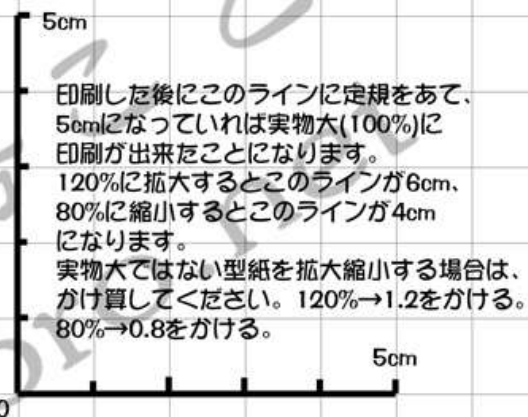 5cm
印刷した後にこのラインに定規をあて、
5cmになっていれば実物大(100%)に
印刷が出来たことになります。
120%に拡大するとこのラインが6cm、
80%に縮小するとこのラインが4cm
になります。
実物大ではない型紙を拡大縮小する場合は、
かけ算してください。120%→1.2をかける。
80%→0.8をかける。
5cm
0
pro.net